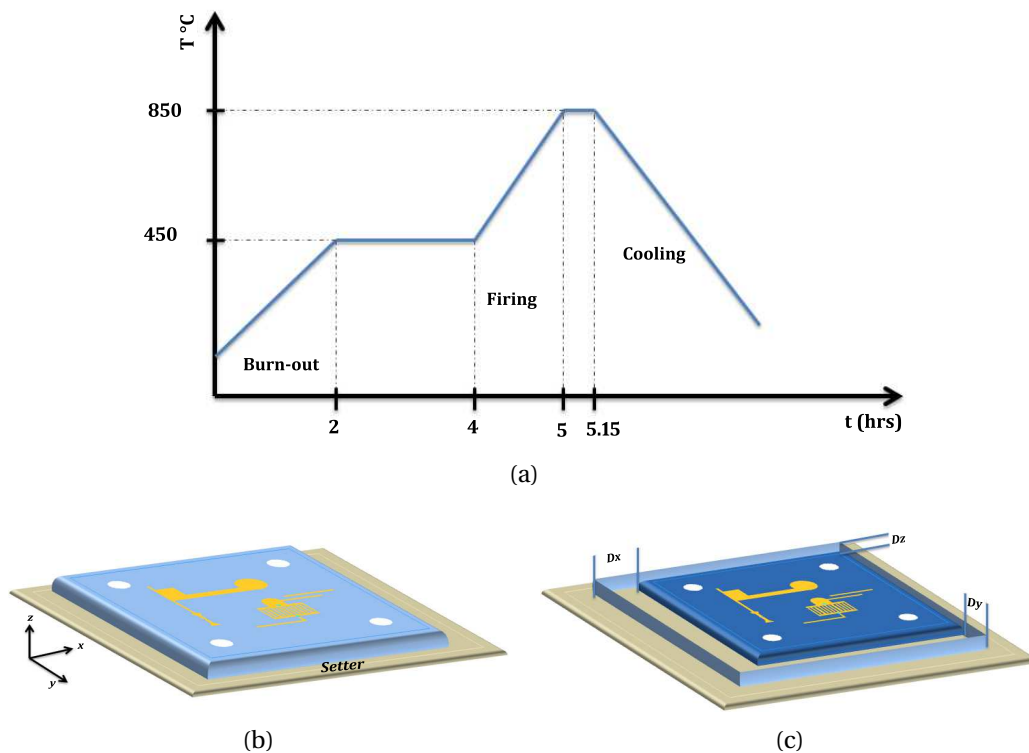 (a)
T °C
850
450
Burn-out
Firing
Cooling
2
4
5
5.15
t (hrs)
z
x
y
Setter
(b)
Dx
Dz
Dy
(c)